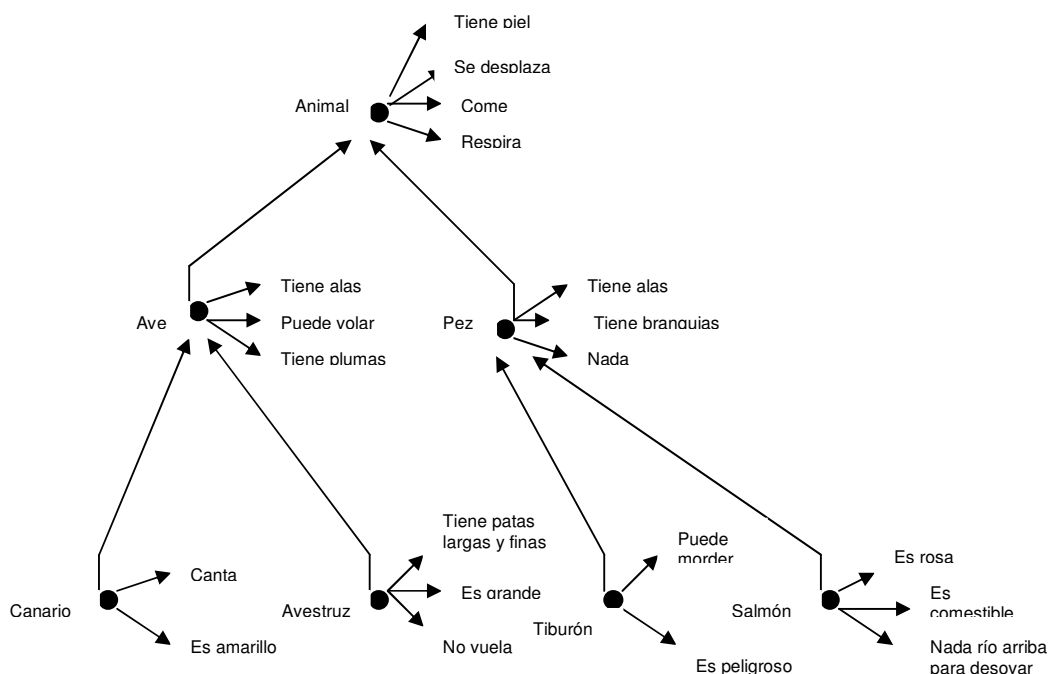 Tiene piel
Se desplaza
Animal
Come
Respira
Tiene alas
Ave
Puede volar
Tiene plumas
Tiene alas
Pez
Tiene branquias
Nada
Canta
Canario
Es amarillo
Tiene patas
largas y finas
Avestruz
Es grande
No vuela
Puede
morder
Tiburón
Es peligroso
Es rosa
Salmón
Es
comestible
Nada río arriba
para desovar